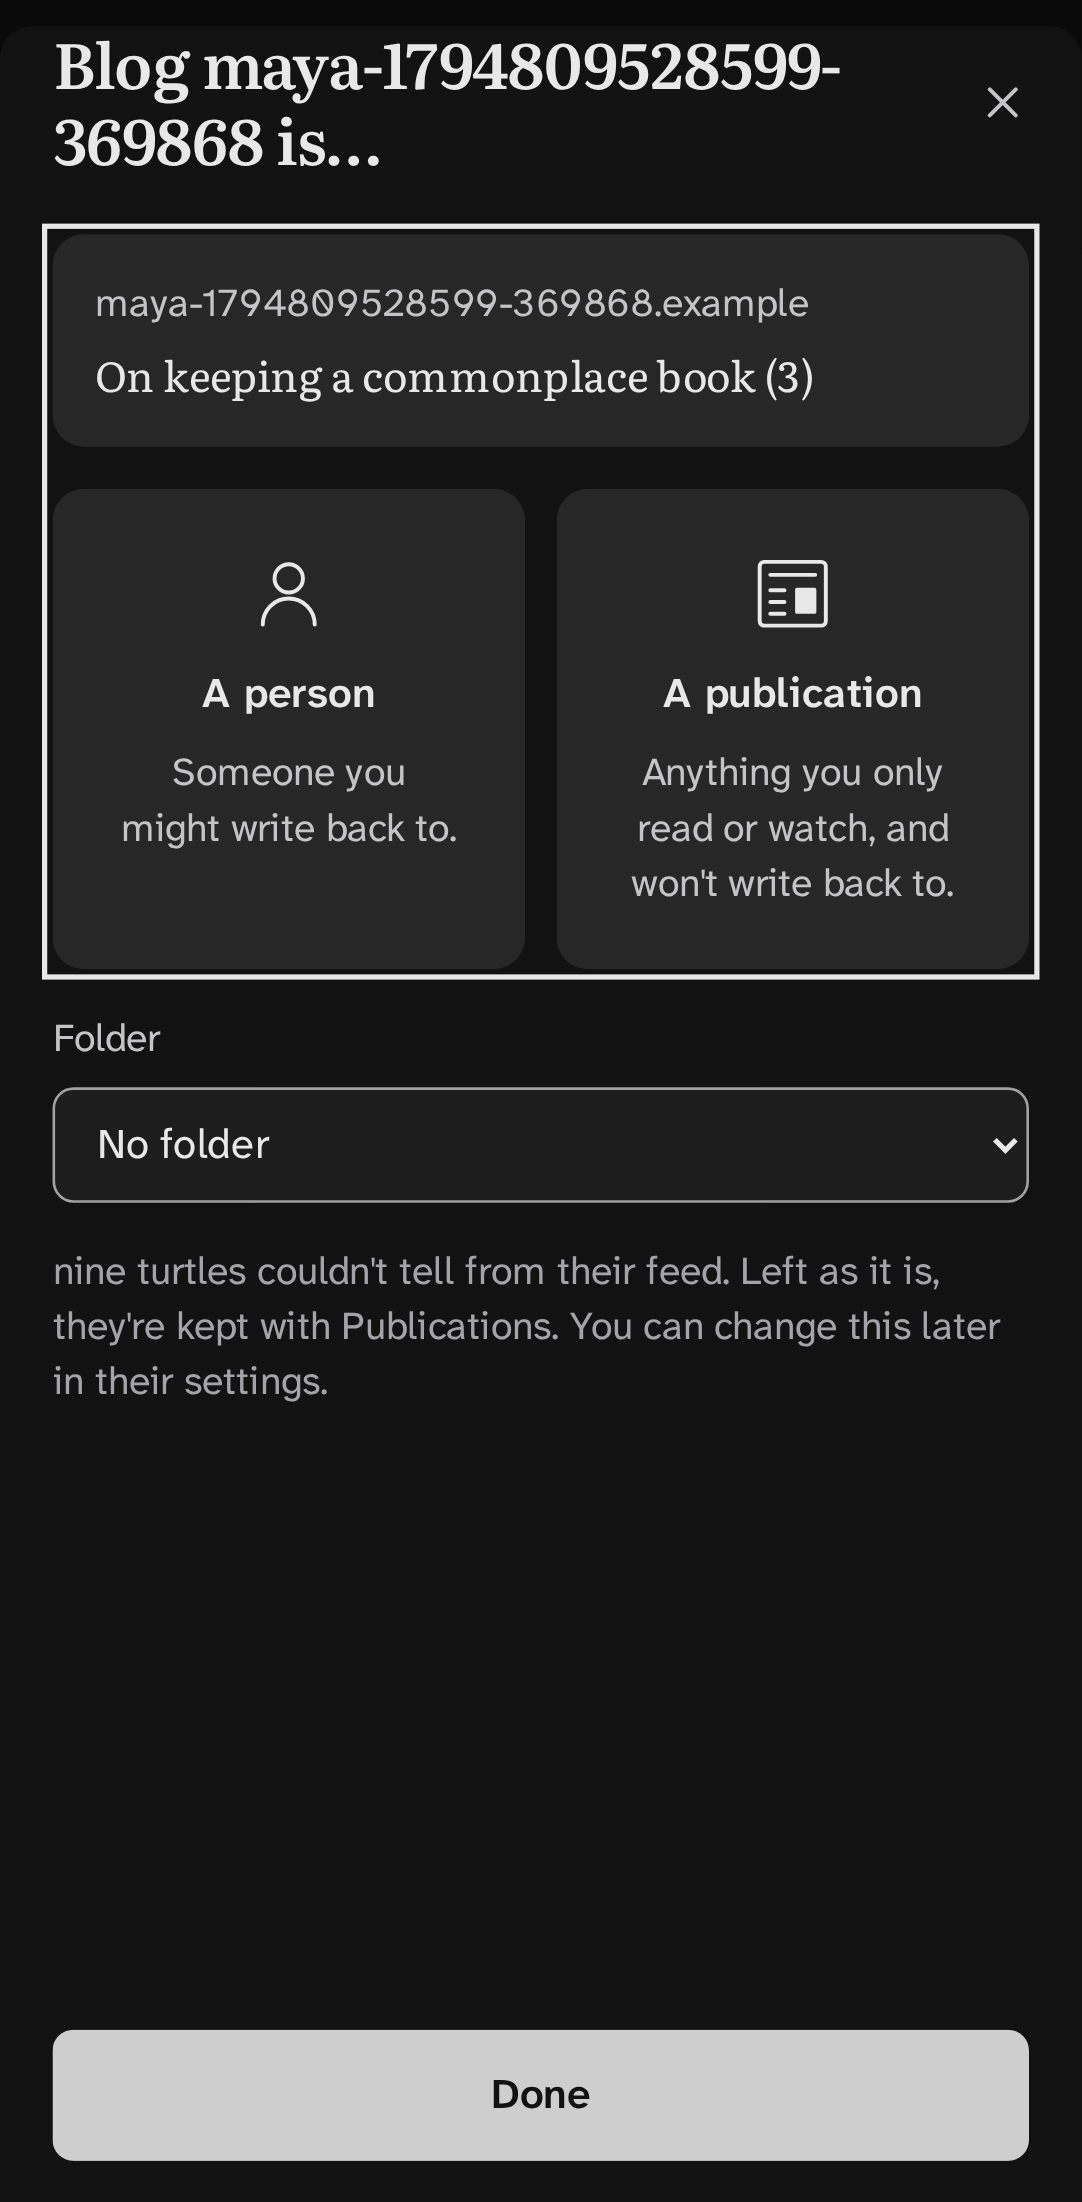 Blog maya-1794809528599-
369868 is…
maya-1794809528599-369868.example
On keeping a commonplace book (3)
A person
Someone you
might write back to.
A publication
Anything you only
read or watch, and
won't write back to.
Folder
No folder
nine turtles couldn't tell from their feed. Left as it is,
they're kept with Publications. You can change this later
in their settings.
Done